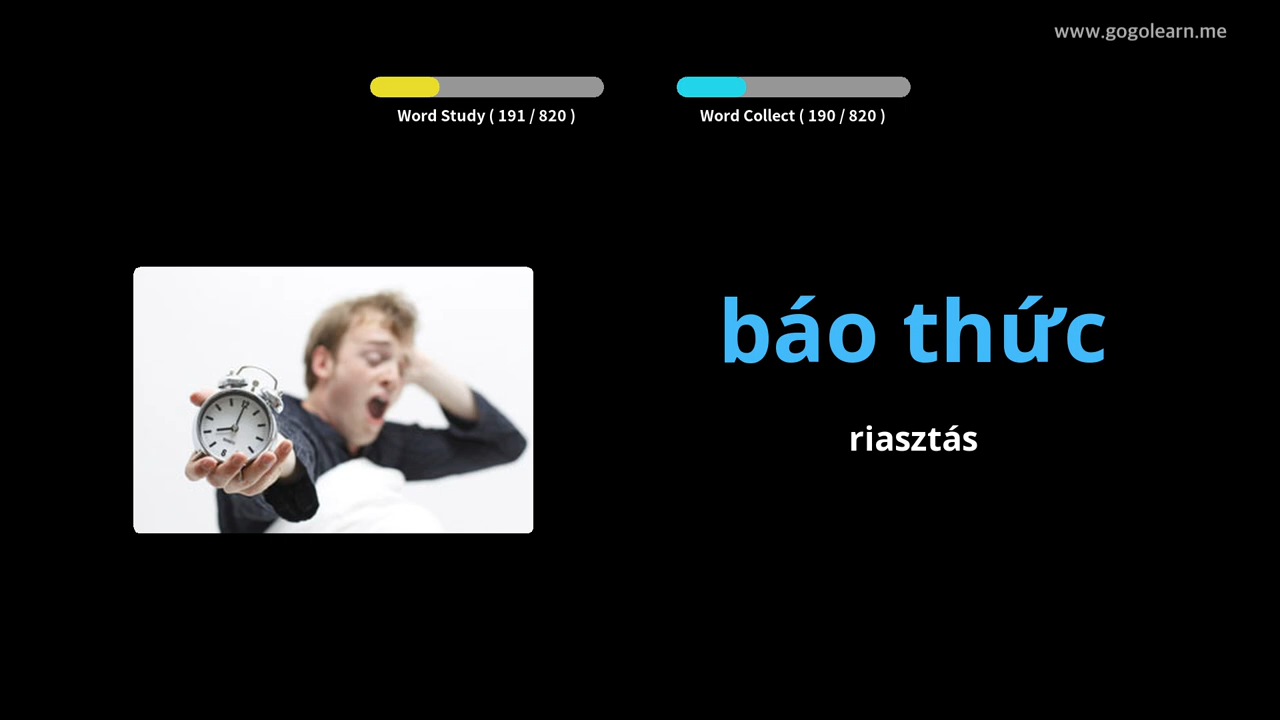 www.gogolearn.me
Word Study ( 191 / 820 )
Word Collect ( 190 / 820 )
báo thức
riasztás